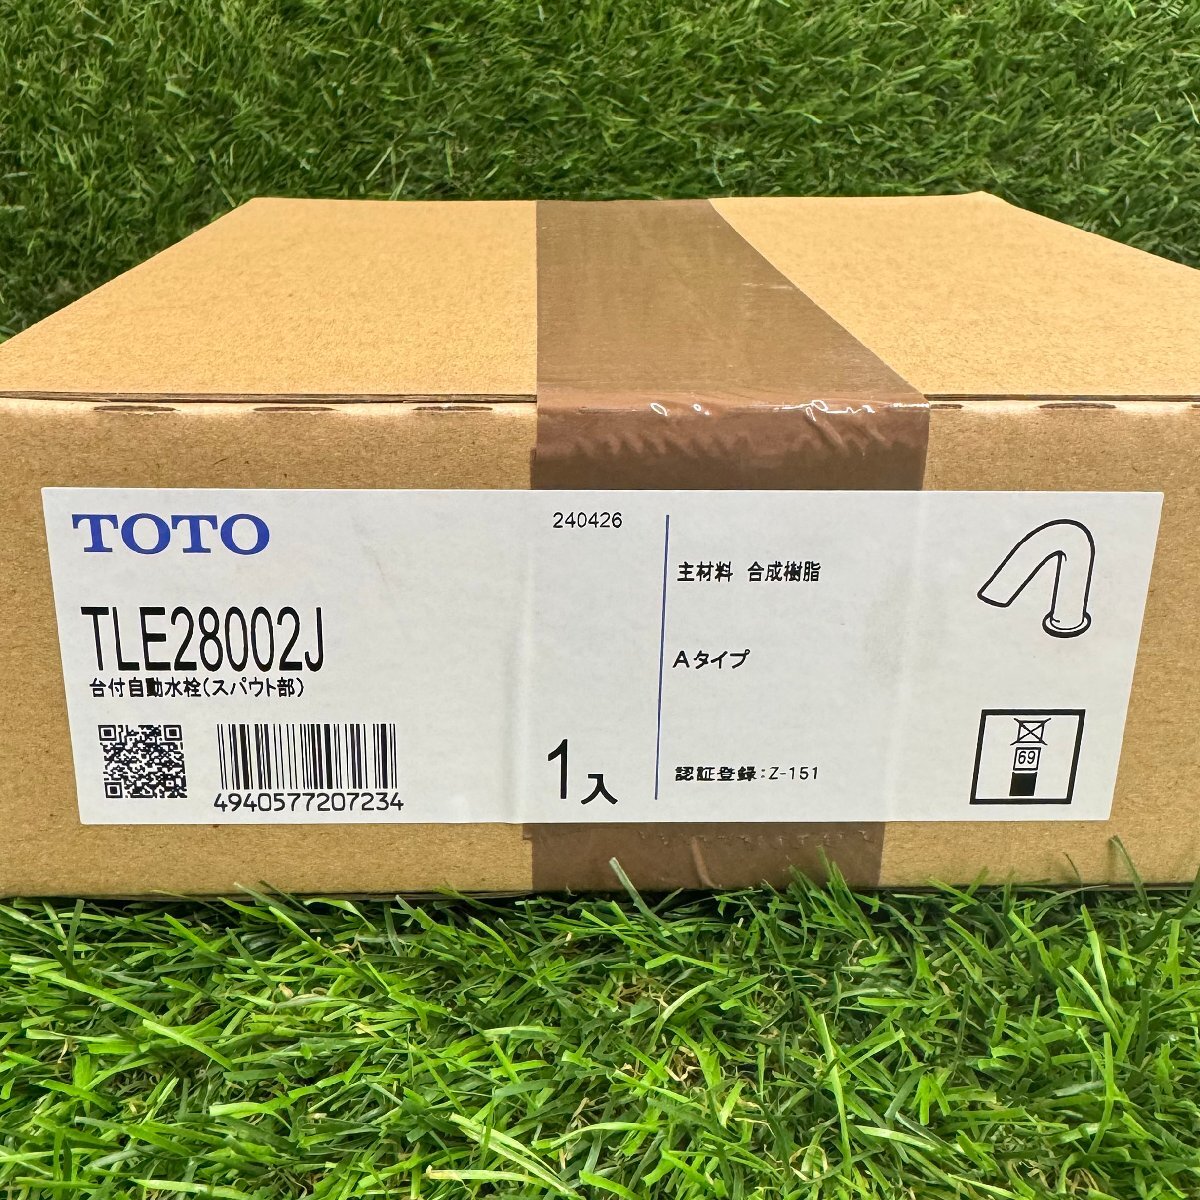 TOTO
240426
TLE28002J
台付自動水栓(スパウト部)
4940577207234
1入
主材料 合成樹脂
Aタイプ
認証登録:Z-151
69